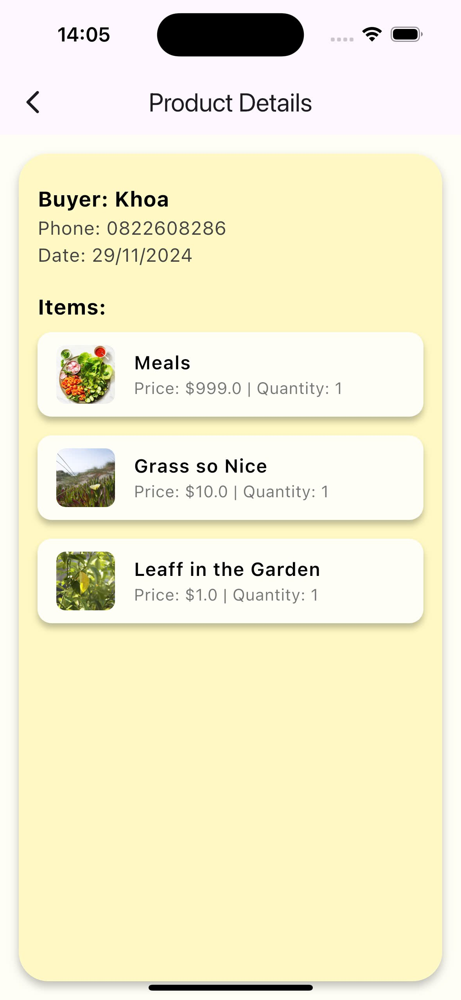 14:05
Product Details
Buyer: Khoa
Phone: 0822608286
Date: 29/11/2024
Items:
Meals
Price: $999.0 | Quantity: 1
Grass so Nice
Price: $10.0 | Quantity: 1
Leaff in the Garden
Price: $1.0 | Quantity: 1